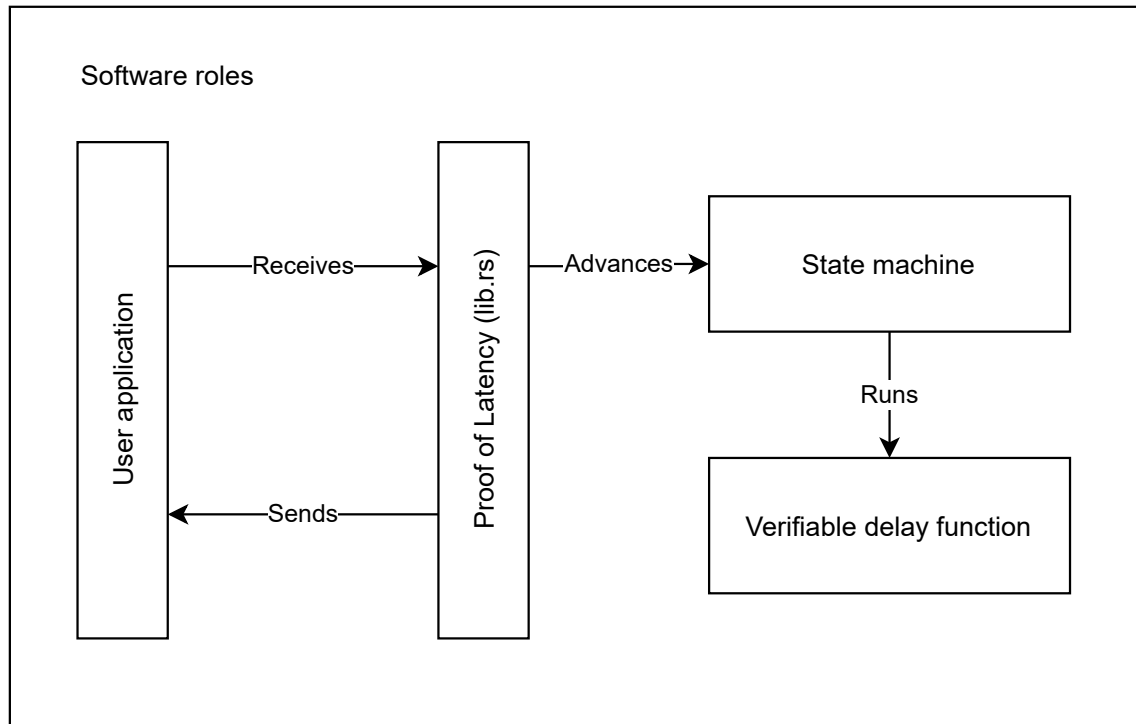 Software roles
User application
Receives
Sends
Proof of Latency (lib.rs)
Advances
State machine
Runs
Verifiable delay function